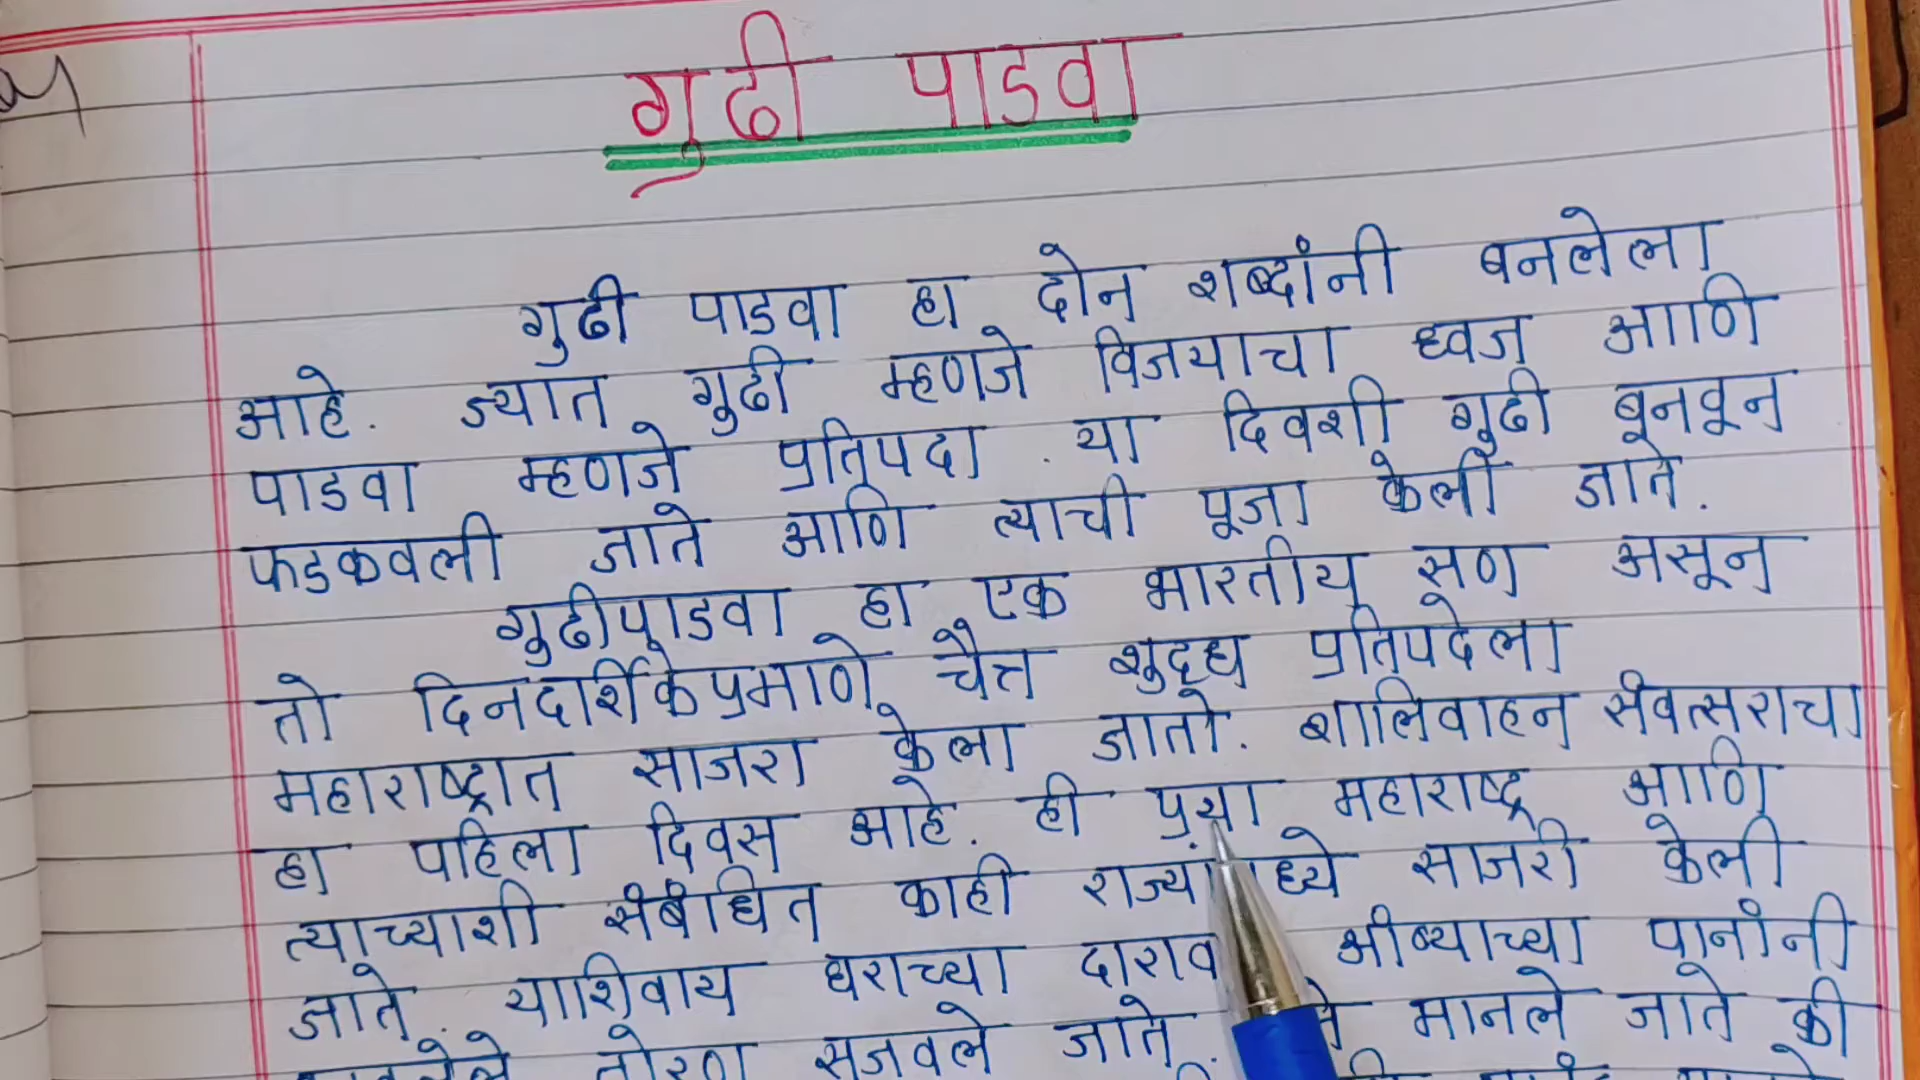 गुढी पाडवा
गुढी पाडवा हा दोन शब्दांनी बनलेला
आहे. ज्यात गुढी म्हणजे विजयाचा ध्वज आणि
पाडवा म्हणजे प्रतिपदा. या दिवशी गुढी बनवून
फडकवली जाते आणि त्याची पूजा केली जाते.
गुढीपाडवा हा एक भारतीय सण असून
तो दिनदर्शिकेप्रमाणे चैत्र शुद्ध प्रतिपदेला
महाराष्ट्रात साजरा केला जातो. शालिवाहन संवत्सराचा
हा पहिला दिवस आहे. ही प्रथा महाराष्ट्र आणि
त्याच्याशी संबंधित काही साजरी केली
जाते. याशिवाय घराच्या आंब्याच्या पानांनी
तोरण सजवले जाते. मानले जाते की